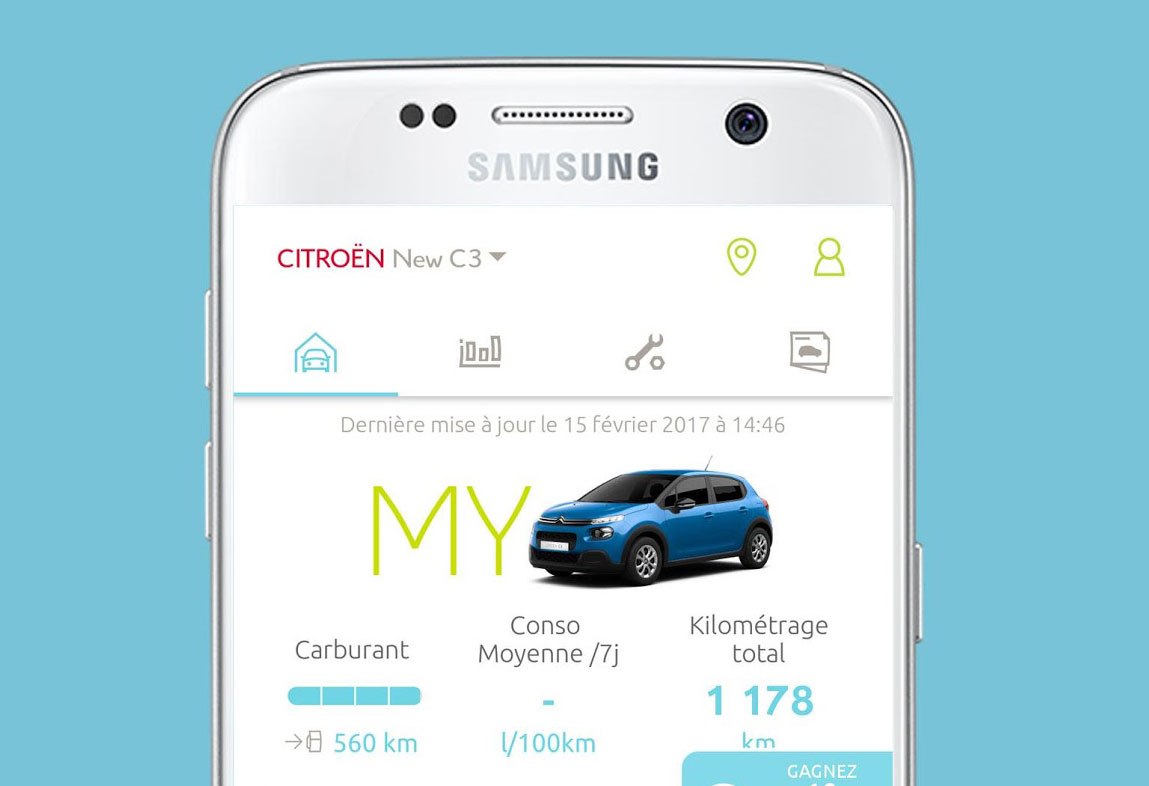 SAMSUNG
CITROËN New C3
Dernière mise à jour le 15 février 2017 à 14:46
MY
Carburant
Conso
Moyenne /7j
Kilométrage
total
-
1 178
560 km
l/100km
km
GAGNEZ